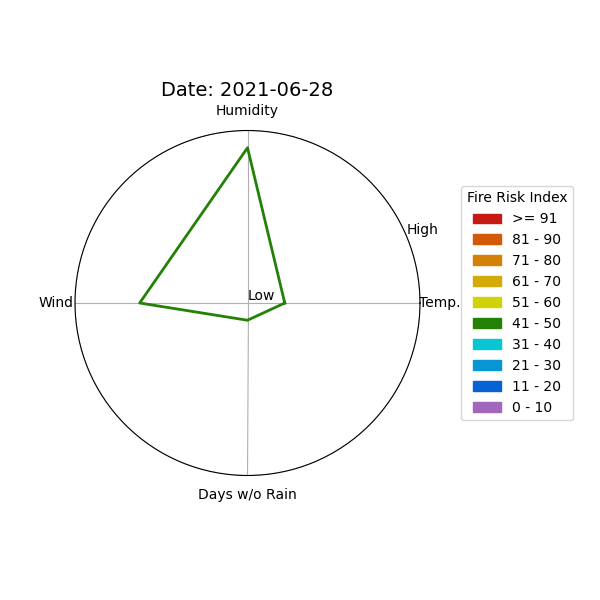 Date: 2021-06-28
Humidity
High
Low
Wind
Temp.
Days w/o Rain
Fire Risk Index
>= 91
81 - 90
71 - 80
61 - 70
51 - 60
41 - 50
31 - 40
21 - 30
11 - 20
0 - 10